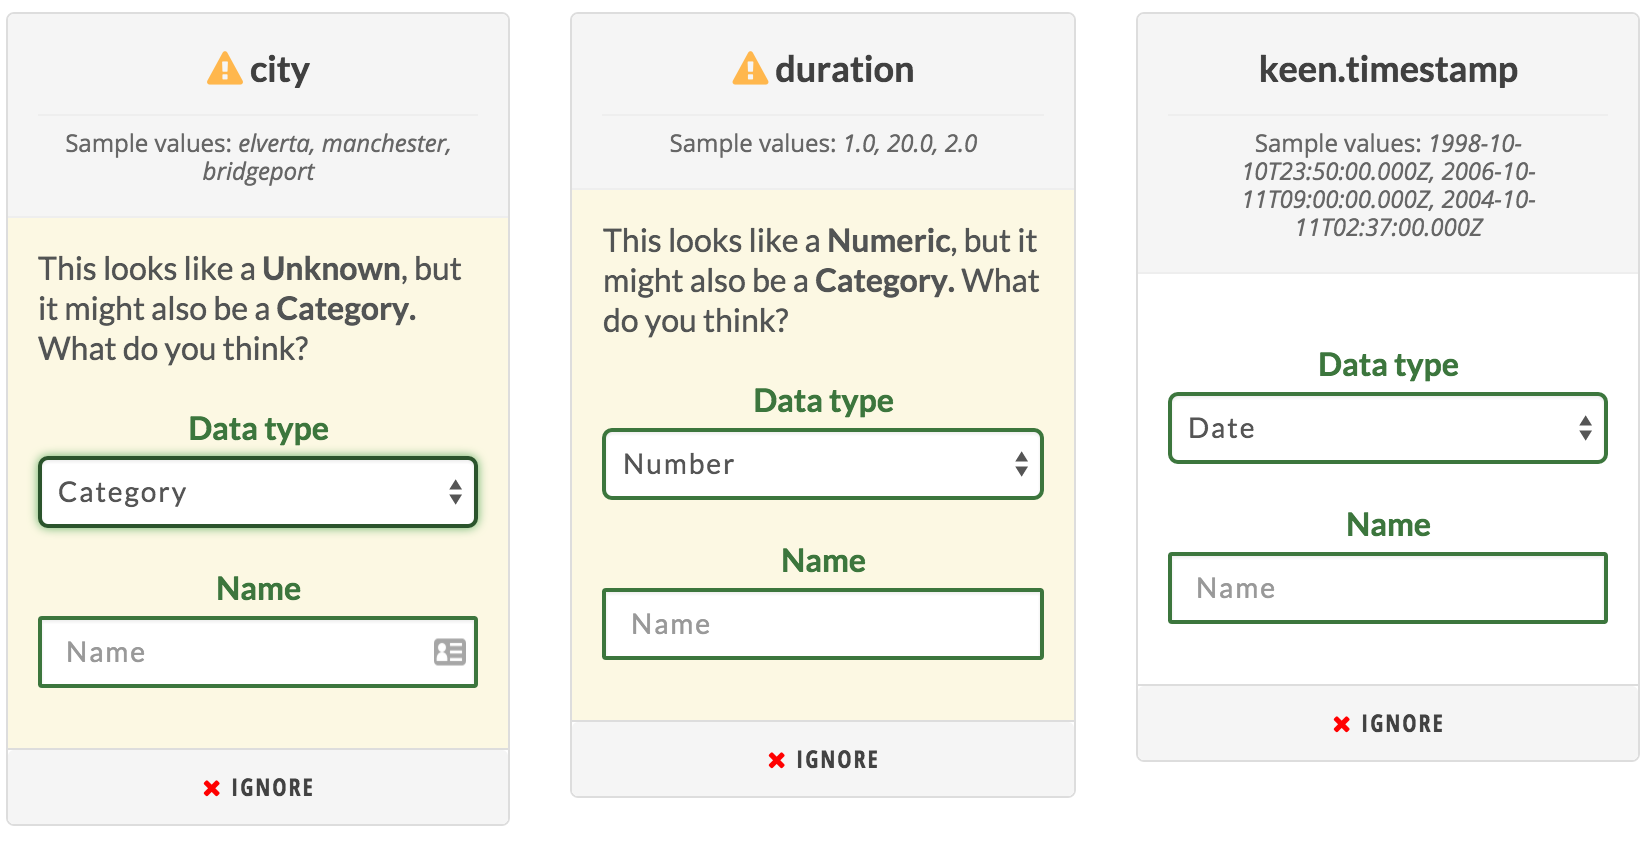 city
Sample values: elverta, manchester,
bridgeport
This looks like a Unknown, but
it might also be a Category.
What do you think?
Data type
Category
Name
Name
IGNORE
duration
Sample values: 1.0, 20.0, 2.0
This looks like a Numeric, but it
might also be a Category. What
do you think?
Data type
Number
Name
Name
IGNORE
keen.timestamp
Sample values: 1998-10-
10T23:50:00.000Z, 2006-10-
11T09:00:00.000Z, 2004-10-
11T02:37:00.000Z
Data type
Date
Name
Name
IGNORE